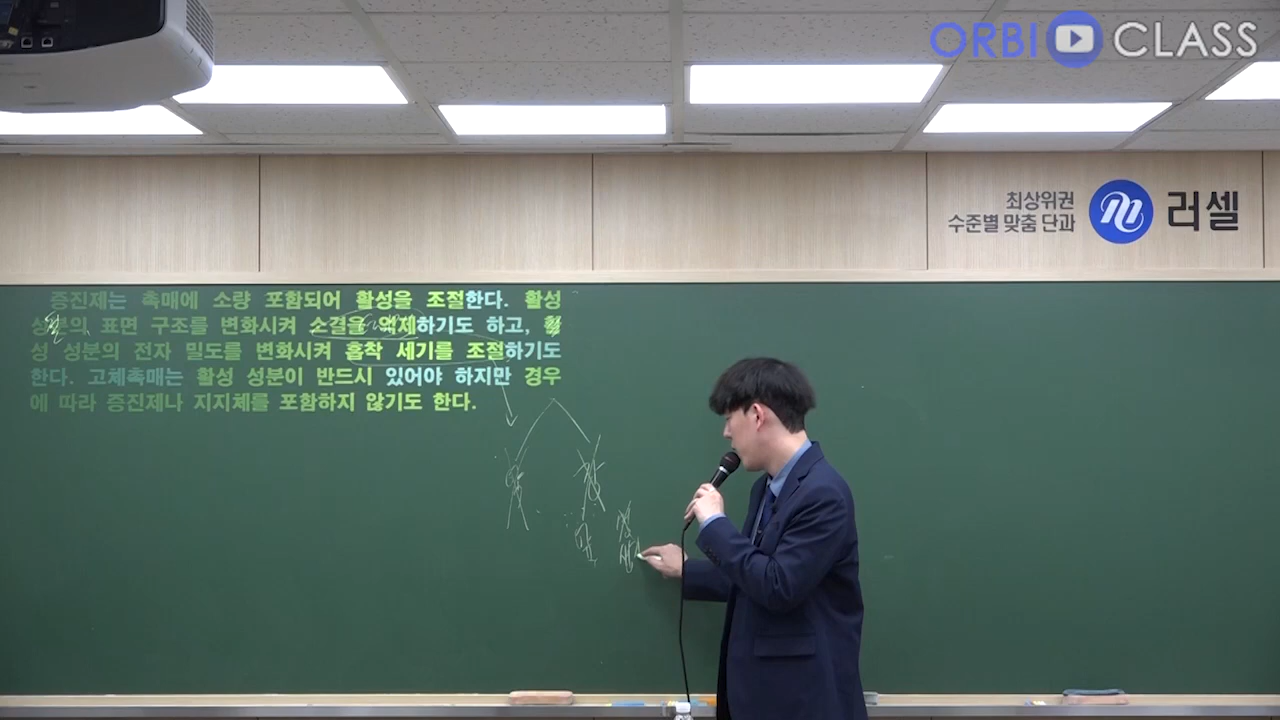 ORBI CLASS
최상위권
수준별 맞춤 단과
러셀
증진제는 촉매에 소량 포함되어 활성을 조절한다. 활성
성분의 표면 구조를 변화시켜 소결을 억제하기도 하고, 활
성 성분의 전자 밀도를 변화시켜 흡착 세기를 조절하기도
한다. 고체촉매는 활성 성분이 반드시 있어야 하지만 경우
에 따라 증진제나 지지체를 포함하지 않기도 한다.